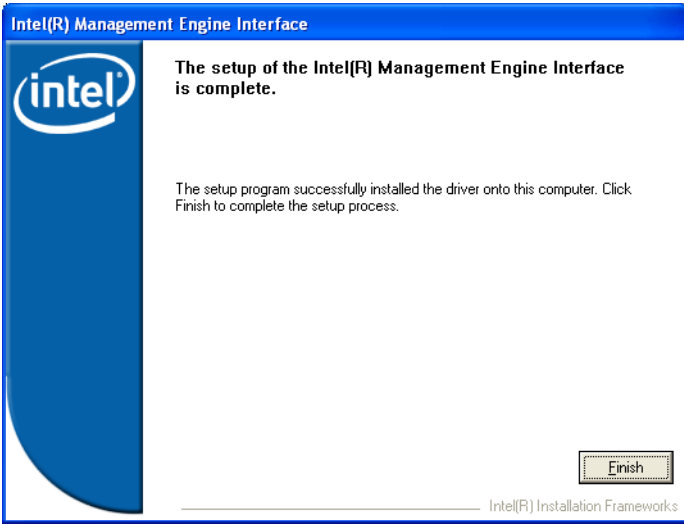 Intel(R) Management Engine Interface
intel
The setup of the Intel(R) Management Engine Interface
is complete.
The setup program successfully installed the driver onto this computer. Click
Finish to complete the setup process.
Finish
Intel(R) Installation Frameworks